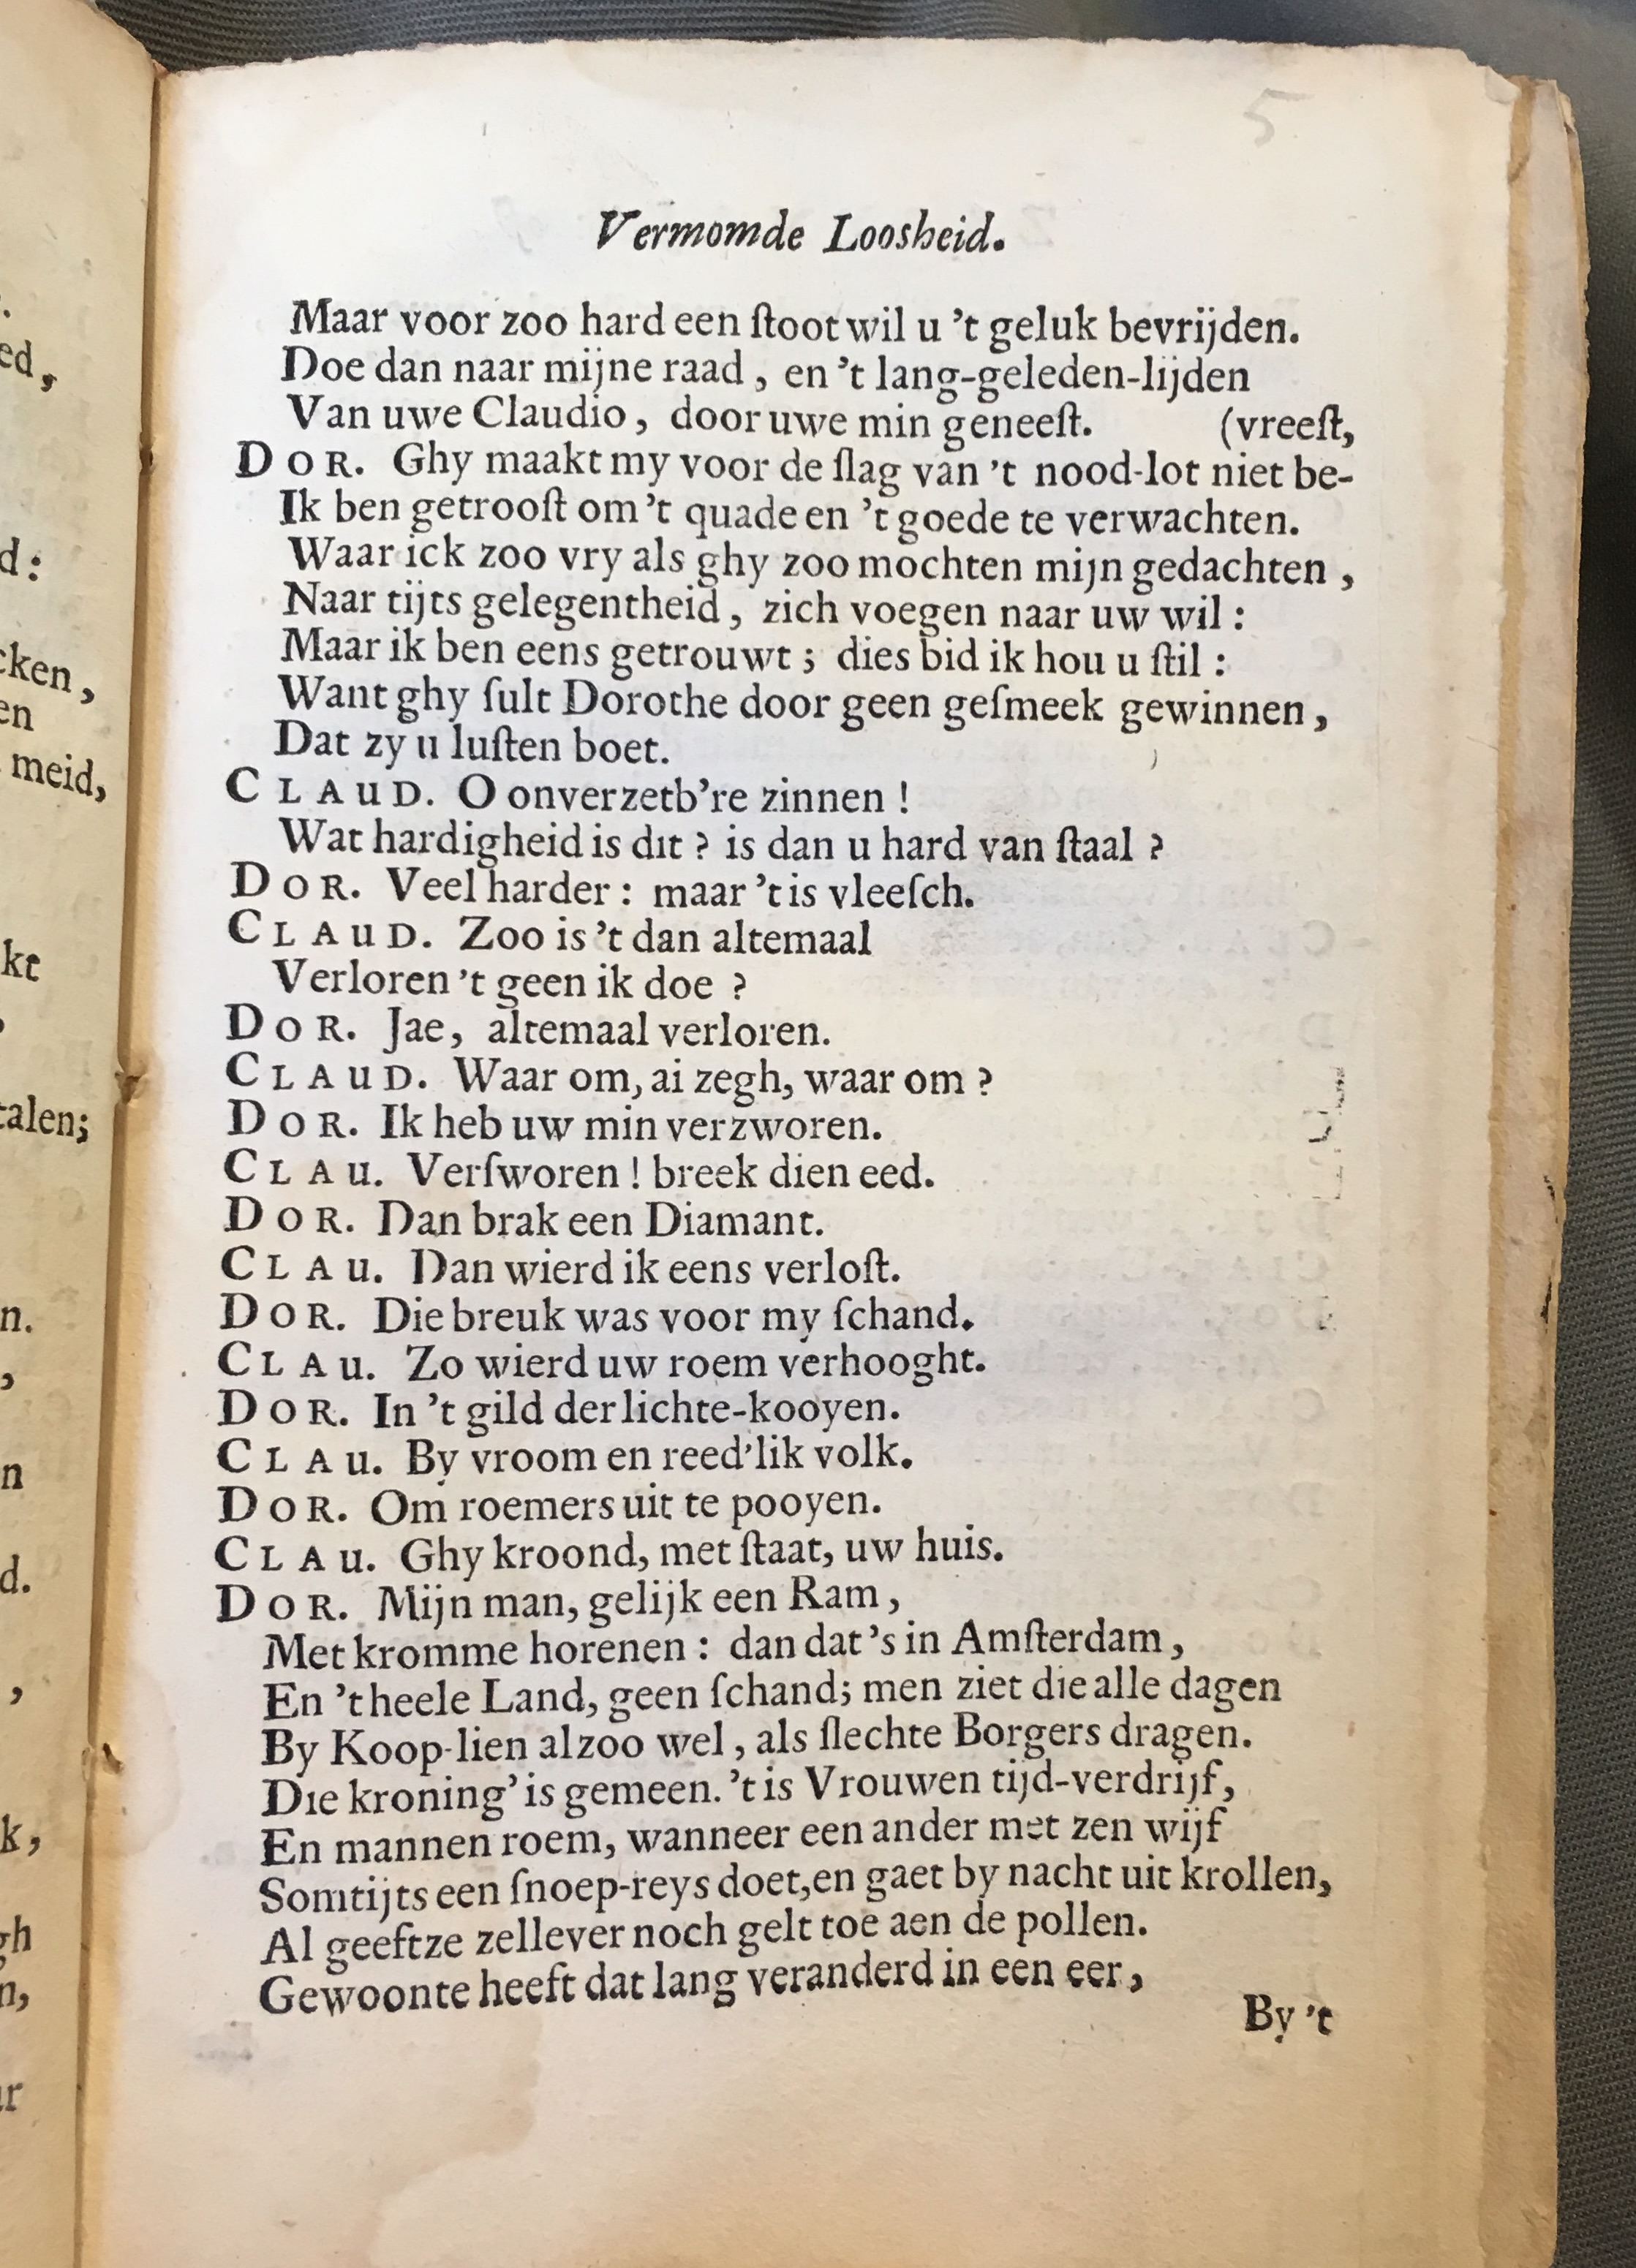 5
Vermomde Loosheid.
Maar voor zoo hard een ſtoot wil u 't geluk bevrijden.
Doe dan naar mijne raad, en 't lang-geleden-lijden
Van uwe Claudio, door uwe min geneeſt. (vreeſt,
DOR. Ghy maakt my voor de ſlag van 't nood-lot niet be-
Ik ben getrooſt om 't quade en 't goede te verwachten.
Waar ick zoo vry als ghy zoo mochten mijn gedachten,
Naar tijts gelegentheid, zich voegen naar uw wil:
Maar ik ben eens getrouwt; dies bid ik hou u ſtil:
Want ghy ſult Dorothe door geen geſmeek gewinnen,
Dat zy u luſten boet.
CLAUD. O onverzetb're zinnen!
Wat hardigheid is dit? is dan u hard van ſtaal?
DOR. Veel harder: maar 't is vleeſch.
CLAUD. Zoo is 't dan altemaal
Verloren 't geen ik doe?
DOR. Jae, altemaal verloren.
CLAUD. Waar om, ai zegh, waar om?
DOR. Ik heb uw min verzworen.
CLAU. Verſworen! breek dien eed.
DOR. Dan brak een Diamant.
CLAU. Dan wierd ik eens verloſt.
DOR. Die breuk was voor my ſchand.
CLAU. Zo wierd uw roem verhooght.
DOR. In 't gild der lichte-kooyen.
CLAU. By vroom en reed'lik volk.
DOR. Om roemers uit te pooyen.
CLAU. Ghy kroond, met ſtaat, uw huis.
DOR. Mijn man, gelijk een Ram,
Met kromme horenen: dan dat 's in Amſterdam,
En 't heele Land, geen ſchand; men ziet die alle dagen
By Koop-lien alzoo wel, als ſlechte Borgers dragen.
Die kroning' is gemeen. 't is Vrouwen tijd-verdrijf,
En mannen roem, wanneer een ander met zen wijf
Somtijts een ſnoep-reys doet, en gaet by nacht uit krollen,
Al geeftze zellever noch gelt toe aen de pollen.
Gewoonte heeft dat lang veranderd in een eer,
By 't